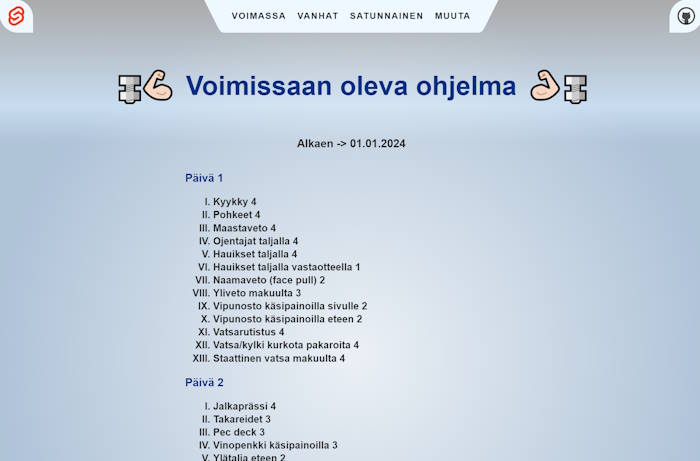 VOIMASSA VANHAT SATUNNAINEN MUUTA
Voimissaan oleva ohjelma
Alkaen -> 01.01.2024
Päivä 1
I. Kyykky 4
II. Pohkeet 4
III. Maastaveto 4
IV. Ojentajat taljalla 4
V. Hauikset taljalla 4
VI. Hauikset taljalla vastaotteella 1
VII. Naamaveto (face pull) 2
VIII. Yliveto makuulta 3
IX. Vipunosto käsipainoilla sivulle 2
X. Vipunosto käsipainoilla eteen 2
XI. Vatsarutistus 4
XII. Vatsa/kylki kurkota pakaroita 4
XIII. Staattinen vatsa makuulta 4
Päivä 2
I. Jalkaprässi 4
II. Takareidet 3
III. Pec deck 3
IV. Vinopenkki käsipainoilla 3
V. Ylätalja eteen 2